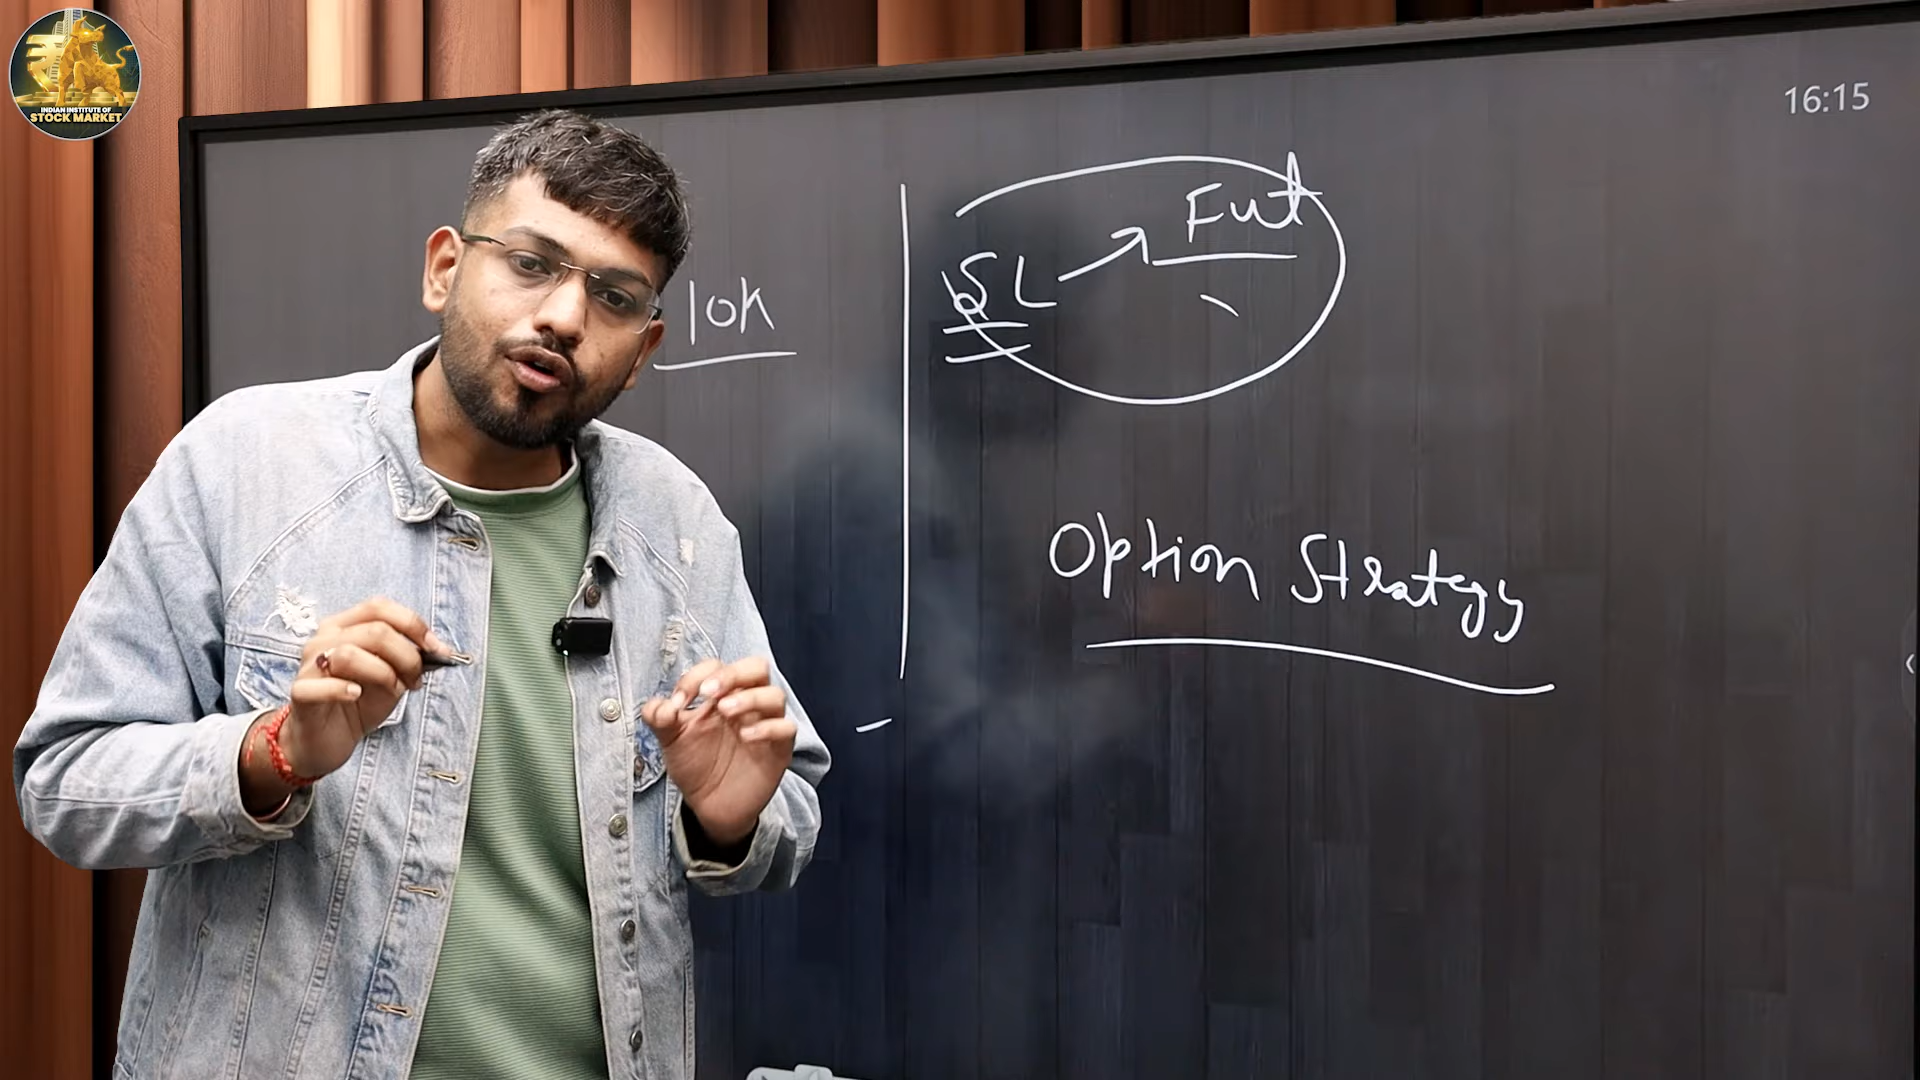 INDIAN INSTITUTE OF
STOCK MARKET
16:15
10K
SL
Fut
Option Strategy